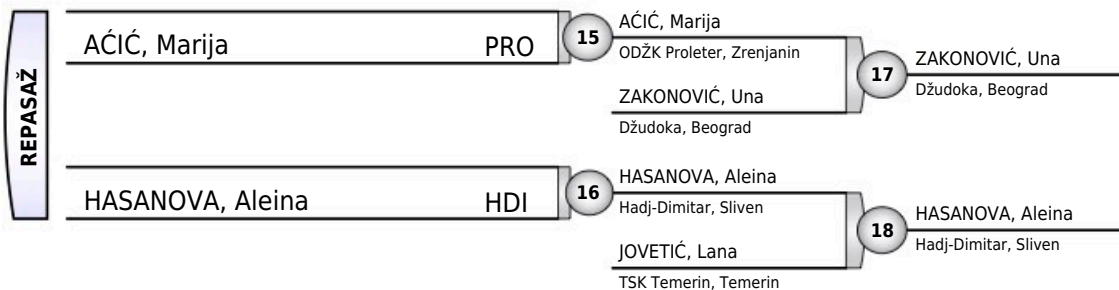 REPASAŽ
AĆIĆ, Marija PRO
15
AĆIĆ, Marija
ODŽK Proleter, Zrenjanin
ZAKONOVIĆ, Una
Džudoka, Beograd
17
ZAKONOVIĆ, Una
Džudoka, Beograd
HASANOVA, Aleina HDI
16
HASANOVA, Aleina
Hadj-Dimitar, Sliven
JOVETIĆ, Lana
TSK Temerin, Temerin
18
HASANOVA, Aleina
Hadj-Dimitar, Sliven